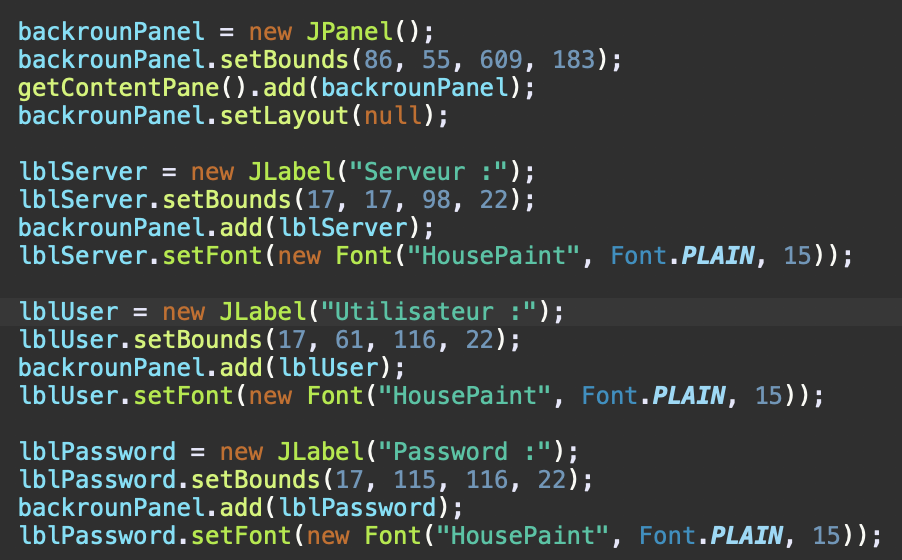 backrounPanel = new JPanel();
backrounPanel.setBounds(86, 55, 609, 183);
getContentPane().add(backrounPanel);
backrounPanel.setLayout(null);
lblServer = new JLabel("Serveur :");
lblServer.setBounds(17, 17, 98, 22);
backrounPanel.add(lblServer);
lblServer.setFont(new Font("HousePaint", Font.PLAIN, 15));
lblUser = new JLabel("Utilisateur :");
lblUser.setBounds(17, 61, 116, 22);
backrounPanel.add(lblUser);
lblUser.setFont(new Font("HousePaint", Font.PLAIN, 15));
lblPassword = new JLabel("Password :");
lblPassword.setBounds(17, 115, 116, 22);
backrounPanel.add(lblPassword);
lblPassword.setFont(new Font("HousePaint", Font.PLAIN, 15));